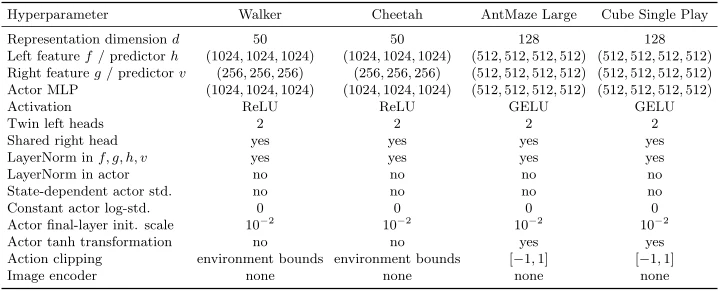 Hyperparameter Walker Cheetah AntMaze Large Cube Single Play
Representation dimension d 50 50 128 128
Left feature f / predictor h (1024, 1024, 1024) (1024, 1024, 1024) (512, 512, 512, 512) (512, 512, 512, 512)
Right feature g / predictor v (256, 256, 256) (256, 256, 256) (512, 512, 512, 512) (512, 512, 512, 512)
Actor MLP (1024, 1024, 1024) (1024, 1024, 1024) (512, 512, 512, 512) (512, 512, 512, 512)
Activation ReLU ReLU GELU GELU
Twin left heads 2 2 2 2
Shared right head yes yes yes yes
LayerNorm in f, g, h, v yes yes yes yes
LayerNorm in actor no no no no
State-dependent actor std. no no no no
Constant actor log-std. 0 0 0 0
Actor final-layer init. scale 10⁻² 10⁻² 10⁻² 10⁻²
Actor tanh transformation no no yes yes
Action clipping environment bounds environment bounds [−1, 1] [−1, 1]
Image encoder none none none none